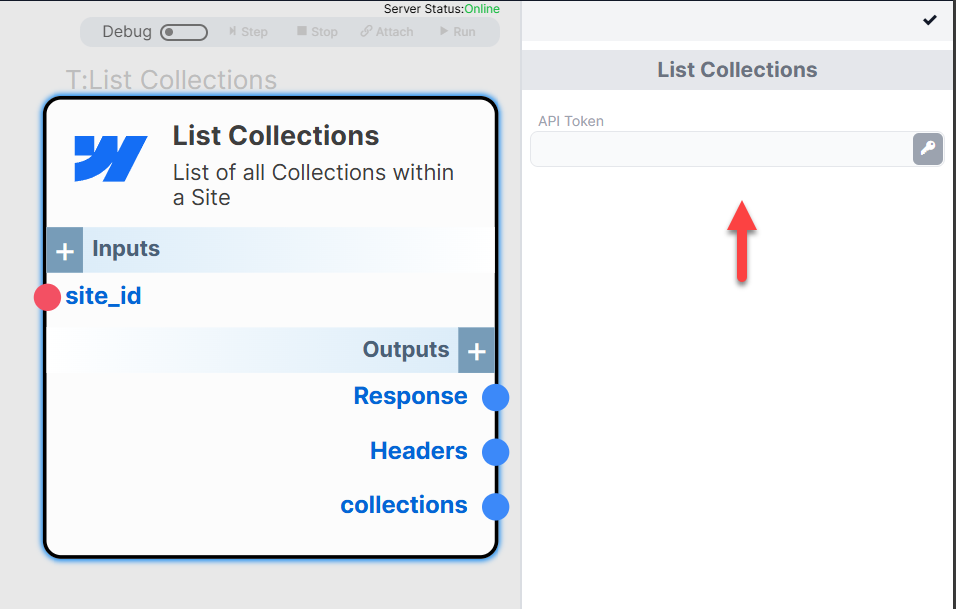 Server Status:Online
Debug
Step
Stop
Attach
Run
T:List Collections
List Collections
List of all Collections within
a Site
Inputs
site_id
Outputs
Response
Headers
collections
List Collections
API Token